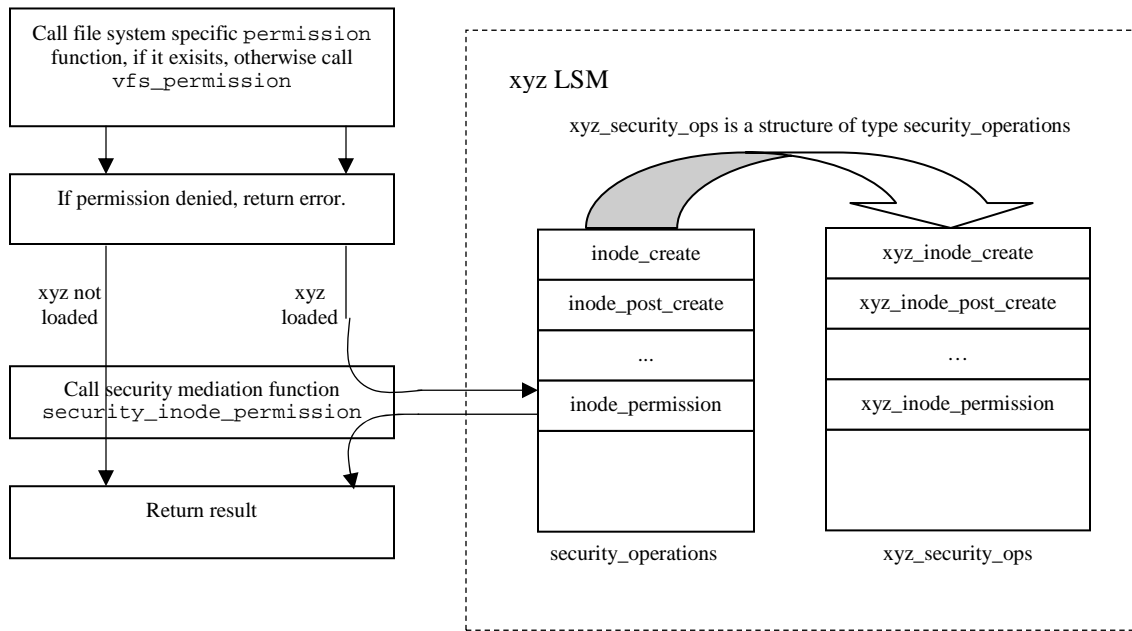 Call file system specific permission
function, if it exisits, otherwise call
vfs_permission
If permission denied, return error.
xyz not
loaded
xyz
loaded
Call security mediation function
security_inode_permission
Return result
xyz LSM
xyz_security_ops is a structure of type security_operations
inode_create
inode_post_create
...
inode_permission
security_operations
xyz_inode_create
xyz_inode_post_create
…
xyz_inode_permission
xyz_security_ops